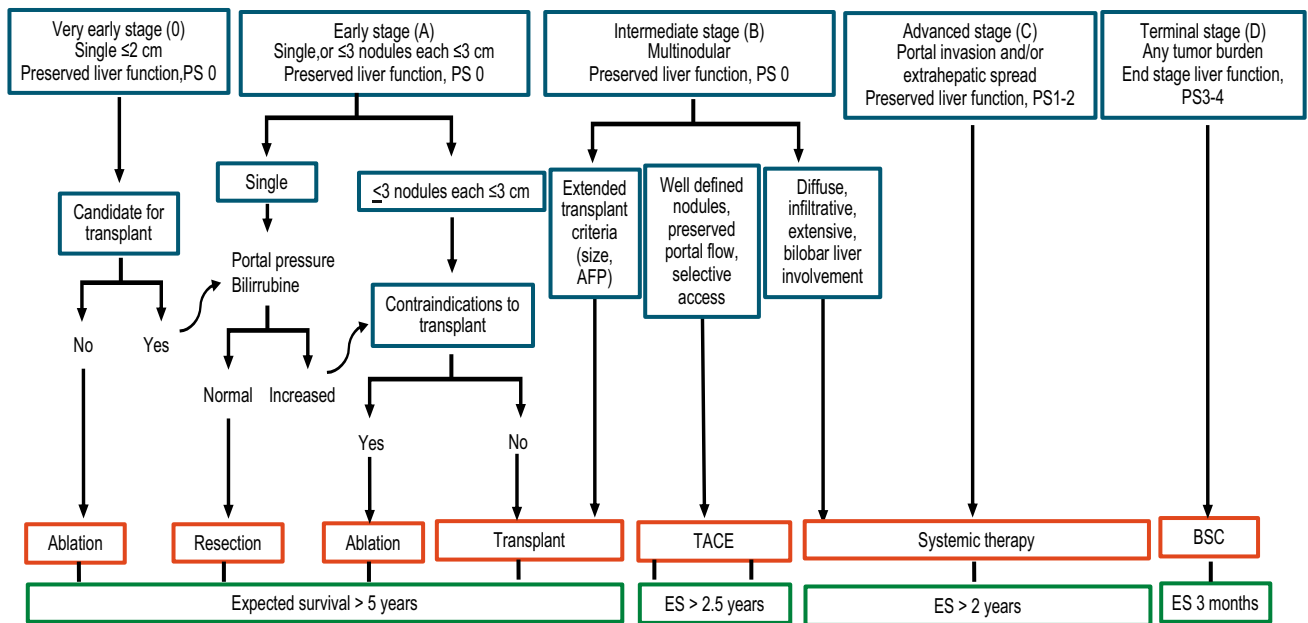 Very early stage (0)
Single ≤2 cm
Preserved liver function,PS 0
Early stage (A)
Single,or ≤3 nodules each ≤3 cm
Preserved liver function, PS 0
Intermediate stage (B)
Multinodular
Preserved liver function, PS 0
Advanced stage (C)
Portal invasion and/or
extrahepatic spread
Preserved liver function, PS1-2
Terminal stage (D)
Any tumor burden
End stage liver function,
PS3-4
Candidate for
transplant
No
Yes
Single
Portal pressure
Bilirrubine
Normal
Increased
≤3 nodules each ≤3 cm
Contraindications to
transplant
Yes
No
Extended
transplant
criteria
(size,
AFP)
Well defined
nodules,
preserved
portal flow,
selective
access
Diffuse,
infiltrative,
extensive,
bilobar liver
involvement
Ablation
Resection
Ablation
Transplant
TACE
Systemic therapy
BSC
Expected survival > 5 years
ES > 2.5 years
ES > 2 years
ES 3 months